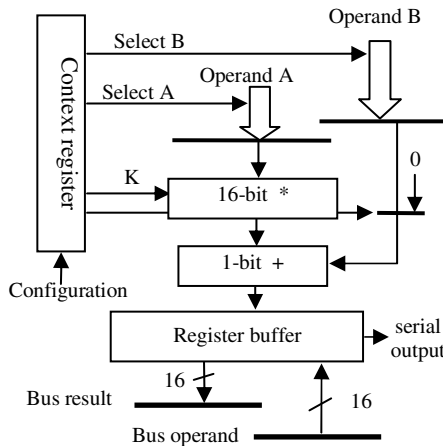 Operand B
Select B
Operand A
Select A
Context register
0
K
16-bit *
1-bit +
Configuration
Register buffer
serial
output
16
16
Bus result
Bus operand